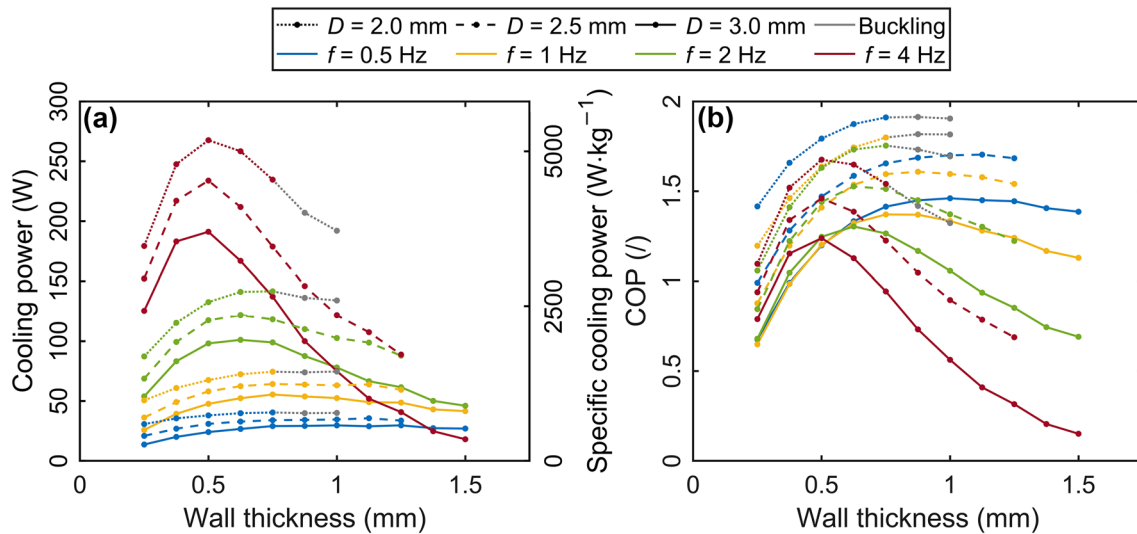 D = 2.0 mm D = 2.5 mm D = 3.0 mm Buckling
f = 0.5 Hz f = 1 Hz f = 2 Hz f = 4 Hz
(a)
Cooling power (W)
300
250
200
150
100
50
0
0 0.5 1 1.5
Wall thickness (mm)
5000
2500
0
Specific cooling power (W·kg⁻¹)
(b)
COP (/)
2
1.5
1
0.5
0
0 0.5 1 1.5
Wall thickness (mm)